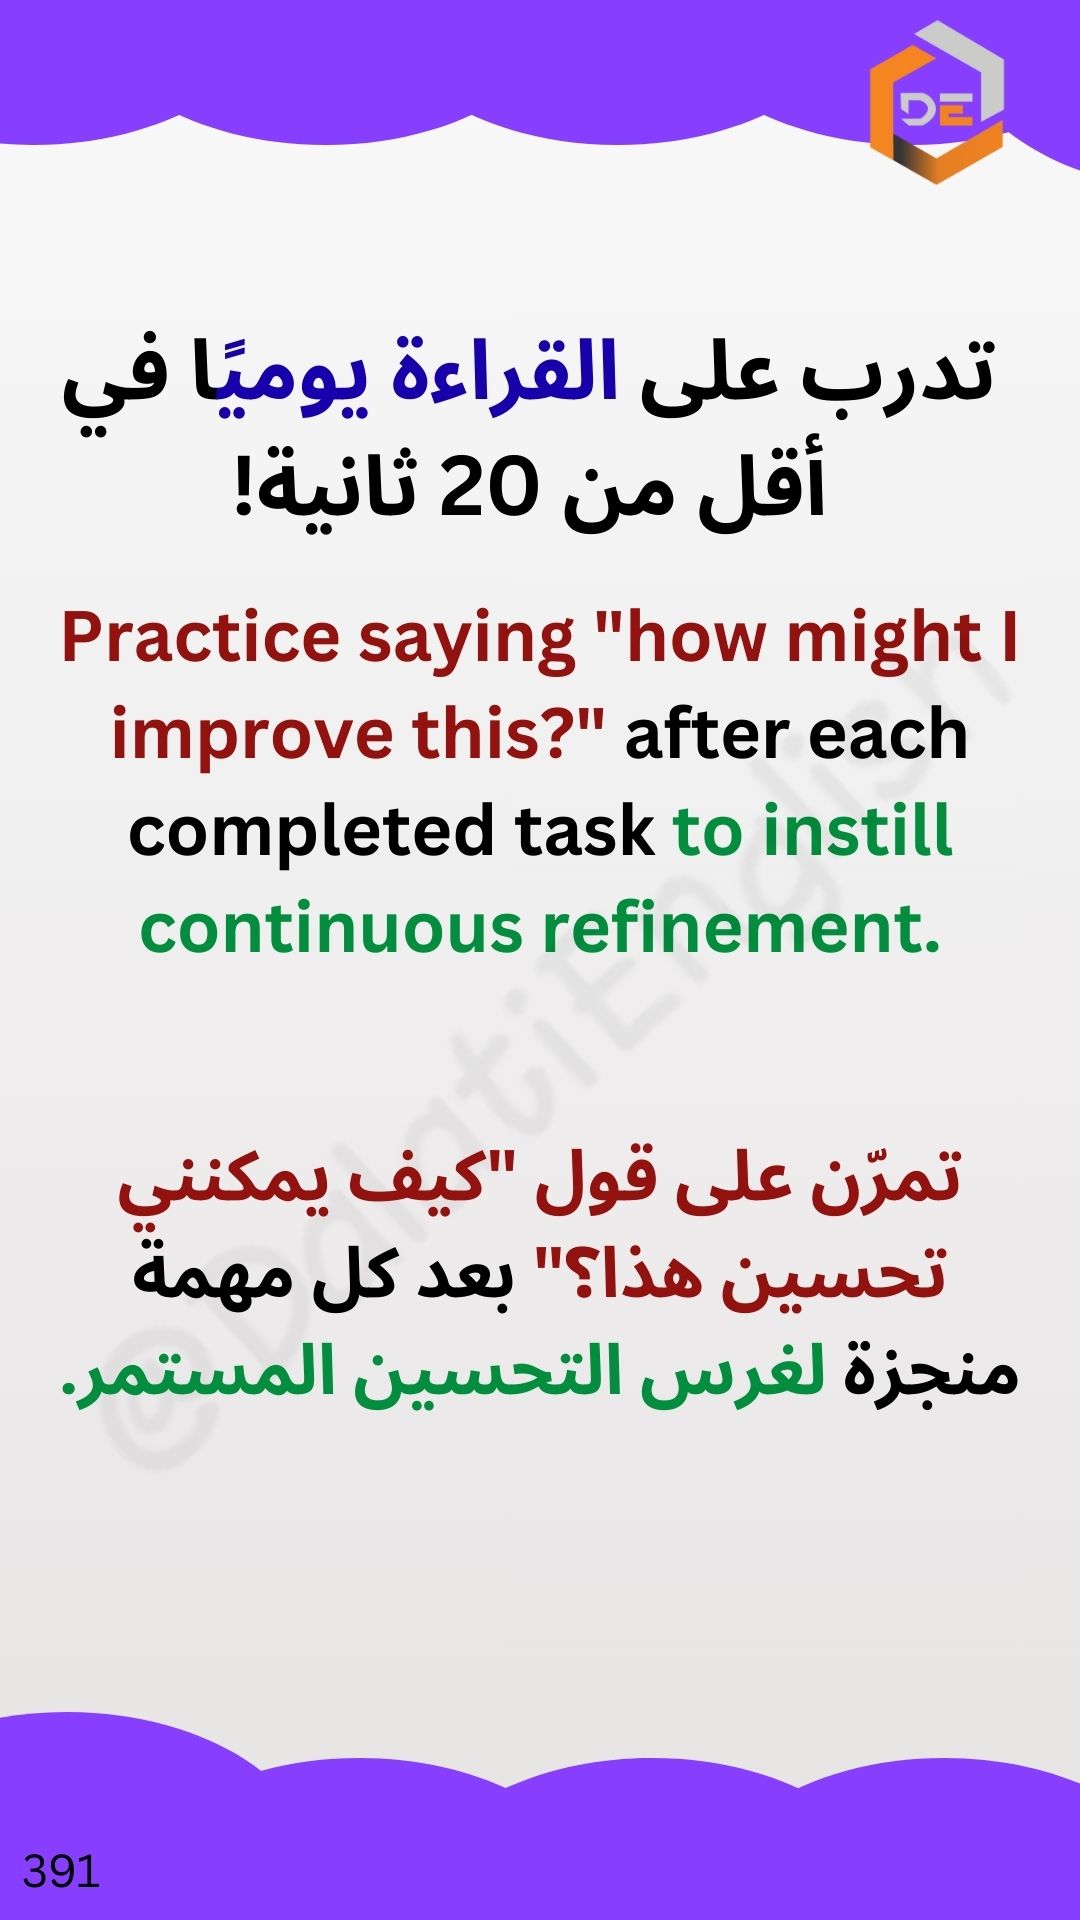 DE
تدرب على القراءة يوميًا في
أقل من 20 ثانية!
Practice saying "how might I
improve this?" after each
completed task to instill
continuous refinement.
تمرّن على قول "كيف يمكنني
تحسين هذا؟" بعد كل مهمة
منجزة لغرس التحسين المستمر.
@DdlatiEnglish
391